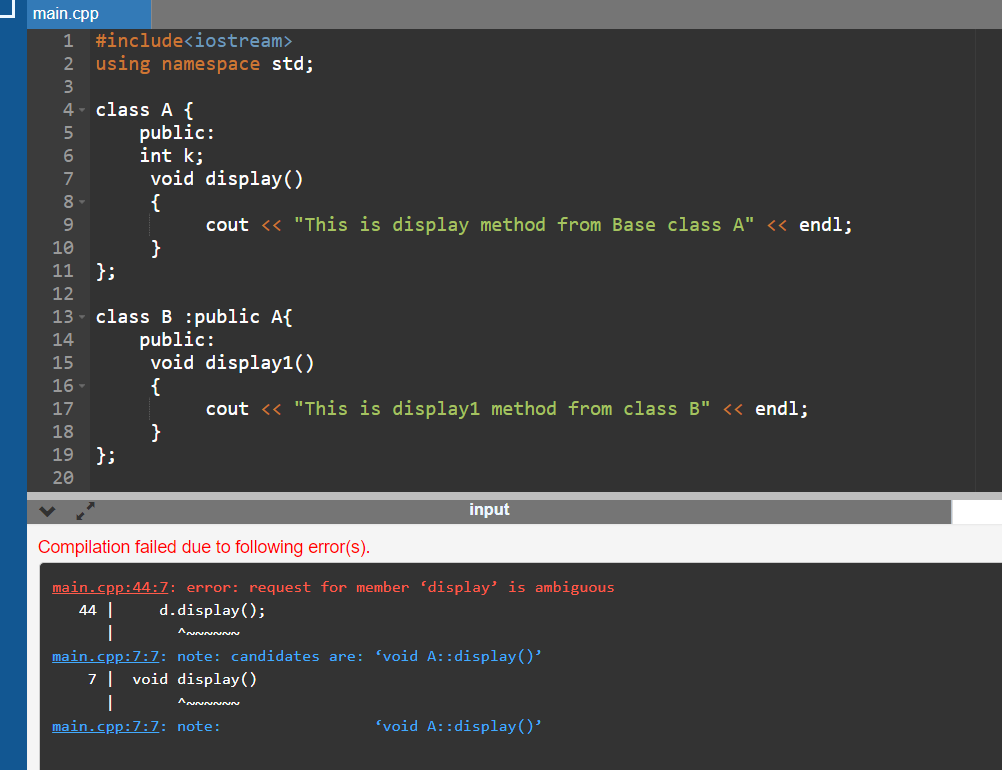 main.cpp
1 #include<iostream>
2 using namespace std;
3
4 class A {
5 public:
6 int k;
7 void display()
8 {
9 cout << "This is display method from Base class A" << endl;
10 }
11 };
12
13 class B :public A{
14 public:
15 void display1()
16 {
17 cout << "This is display1 method from class B" << endl;
18 }
19 };
20
input
Compilation failed due to following error(s).
main.cpp:44:7: error: request for member ‘display’ is ambiguous
44 | d.display();
| ^~~~~~~
main.cpp:7:7: note: candidates are: ‘void A::display()’
7 | void display()
| ^~~~~~~
main.cpp:7:7: note: ‘void A::display()’